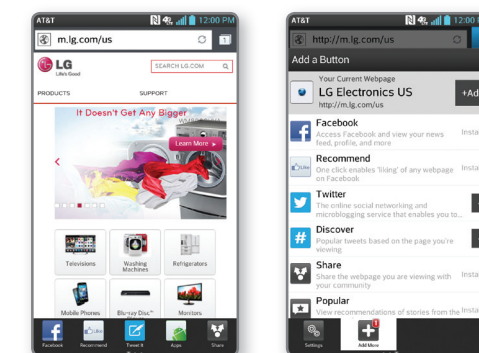 AT&T
12:00 PM
m.lg.com/us
1
LG
Life's Good
SEARCH LG.COM
PRODUCTS
SUPPORT
It Doesn't Get Any Bigger
Learn More
Televisions
Washing
Machines
Refrigerators
Mobile Phones
Blu-ray Disc™
Monitors
Facebook
Like
Recommend
Tweet It
Apps
Share
AT&T
12:00
http://m.lg.com/us
Add a Button
Your Current Webpage
LG Electronics US
http://m.lg.com/us
+Ad
Facebook
Access Facebook and view your news
feed, profile, and more
Recommend
Like
One click enables 'liking' of any webpage
on Facebook
Twitter
The online social networking and
microblogging service that enables you to...
Discover
#
Popular tweets based on the page you're
viewing
Share
Share the webpage you are viewing with
your community
Popular
View recommendations of stories from the
Settings
Add More